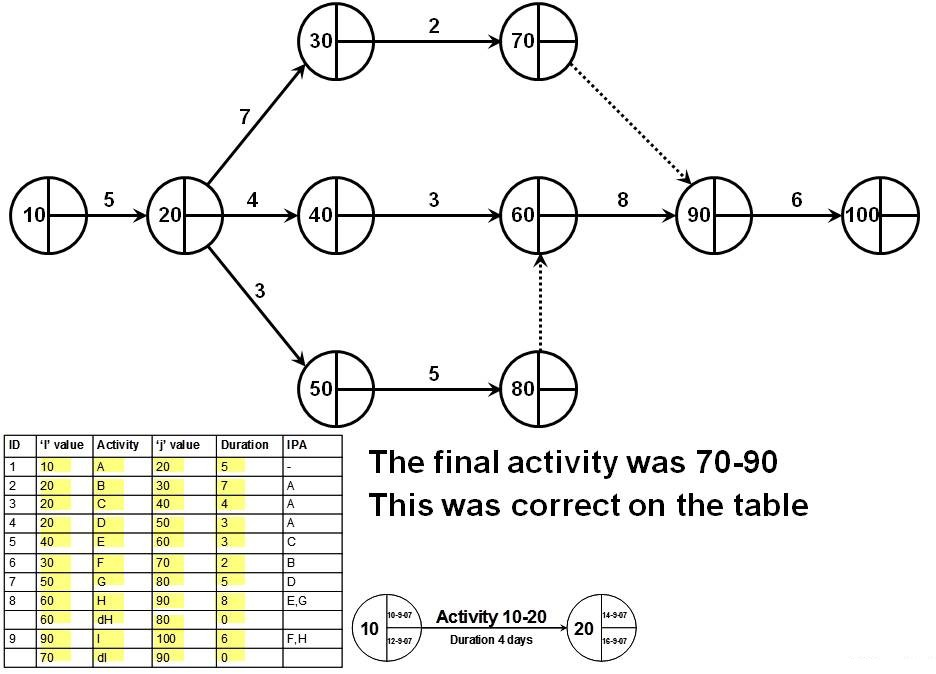 30 2 70
7
10 5 20 4 40 3 60 8 90 6 100
3
50 5 80
ID ‘I’ value Activity ‘j’ value Duration IPA
1 10 A 20 5 -
2 20 B 30 7 A
3 20 C 40 4 A
4 20 D 50 3 A
5 40 E 60 3 C
6 30 F 70 2 B
7 50 G 80 5 D
8 60 H 90 8 E,G
60 dH 80 0
9 90 I 100 6 F,H
70 dI 90 0
The final activity was 70-90
This was correct on the table
10 10-9-07 12-9-07 Activity 10-20 Duration 4 days 20 14-9-07 16-9-07